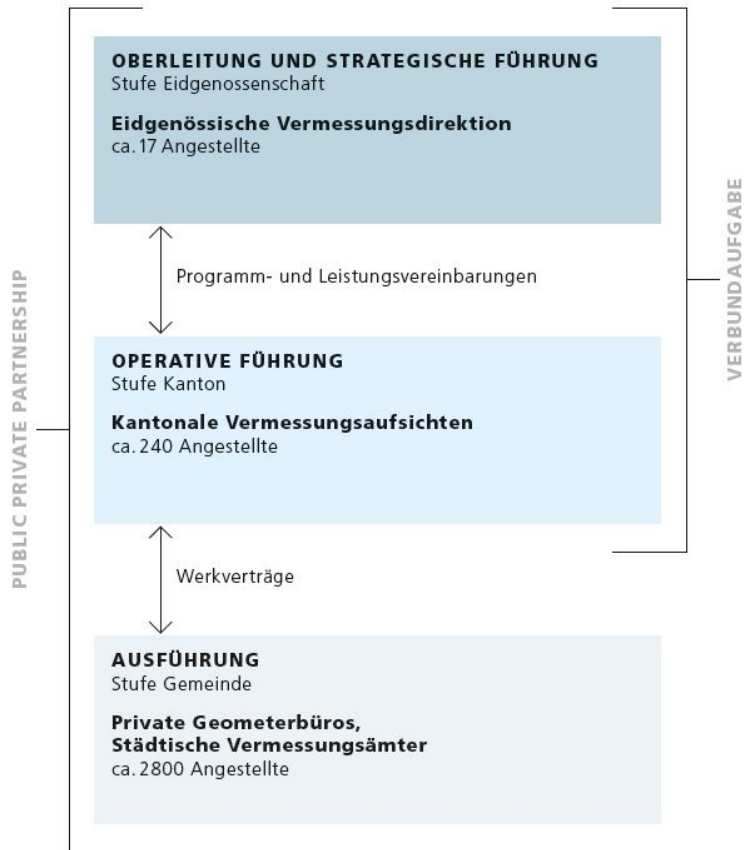 PUBLIC PRIVATE PARTNERSHIP
OBERLEITUNG UND STRATEGISCHE FÜHRUNG
Stufe Eidgenossenschaft
Eidgenössische Vermessungsdirektion
ca. 17 Angestellte
Programm- und Leistungsvereinbarungen
OPERATIVE FÜHRUNG
Stufe Kanton
Kantonale Vermessungsaufsichten
ca. 240 Angestellte
Werkverträge
AUSFÜHRUNG
Stufe Gemeinde
Private Geometerbüros,
Städtische Vermessungsämter
ca. 2800 Angestellte
VERBUNDAUFGABE